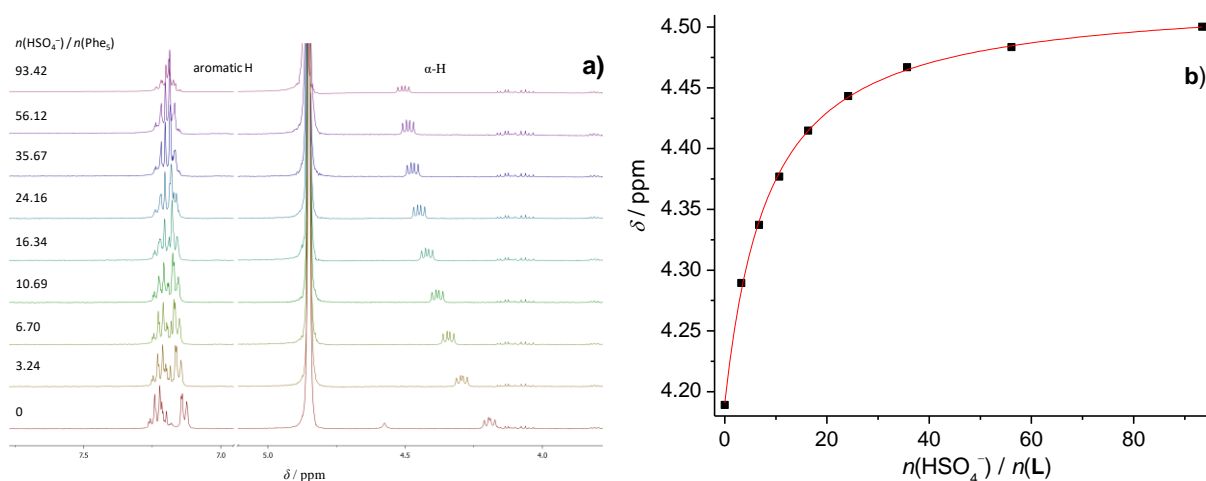 n(HSO₄⁻) / n(Phe₅)
aromatic H
α-H
a)
93.42
56.12
35.67
24.16
16.34
10.69
6.70
3.24
0
7.5 7.0 5.0 4.5 4.0
δ / ppm
b)
4.50
4.45
4.40
4.35
4.30
4.25
4.20
δ / ppm
0 20 40 60 80
n(HSO₄⁻) / n(L)